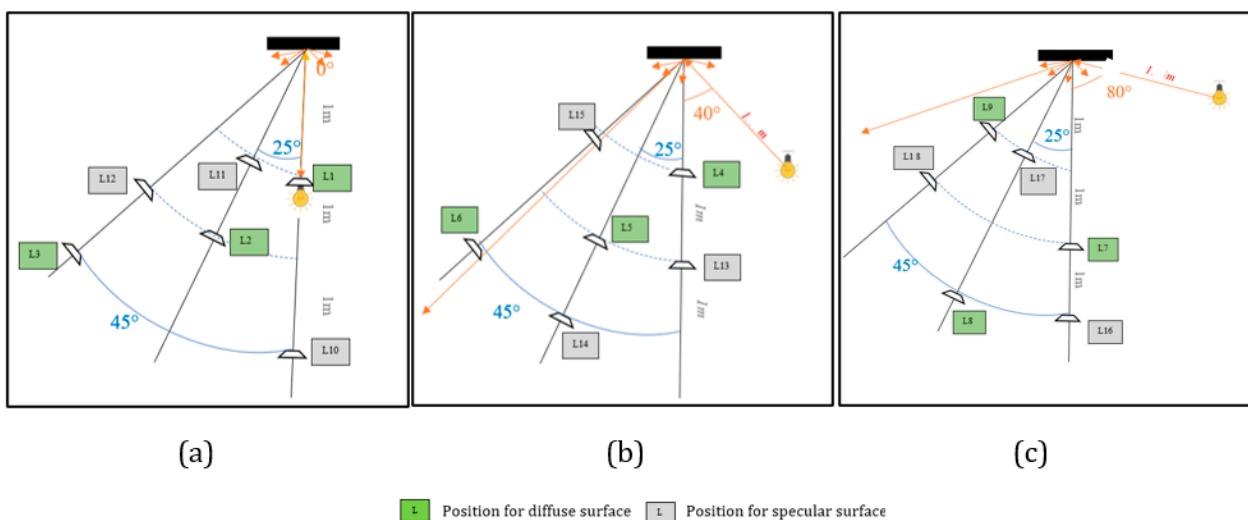 0°
1m
25°
L15
L11
L12
L1
1m
L2
L3
1m
45°
L10
40°
m
25°
L4
L6
L5
1m
L13
45°
1m
L14
80°
m
L9
1m
25°
L18
L17
1m
L7
45°
1m
L8
L16
(a)
(b)
(c)
L Position for diffuse surface L Position for specular surface